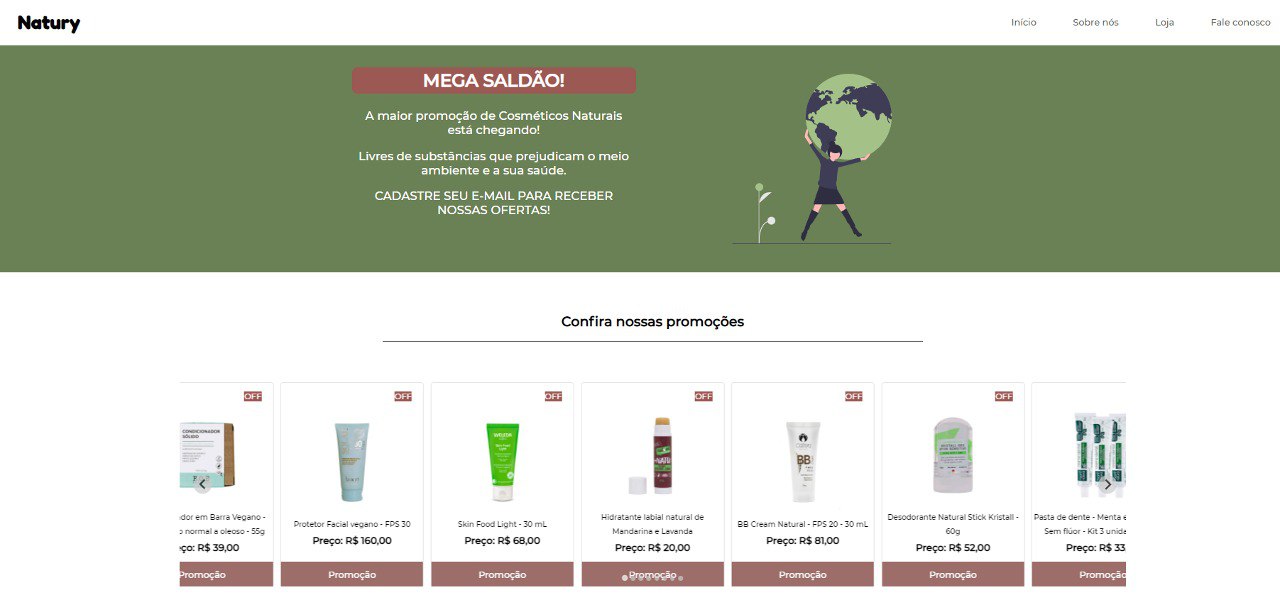 Natury
Início
Sobre nós
Loja
Fale conosco
MEGA SALDÃO!
A maior promoção de Cosméticos Naturais
está chegando!
Livres de substâncias que prejudicam o meio
ambiente e a sua saúde.
CADASTRE SEU E-MAIL PARA RECEBER
NOSSAS OFERTAS!
Confira nossas promoções
OFF
CONDICIONADOR
SÓLIDO
dor em Barra Vegano -
normal a oleoso - 55g
ço: R$ 39,00
Promoção
OFF
Protetor Facial vegano - FPS 30
Preço: R$ 160,00
Promoção
OFF
WELEDA
Skin Food
Light
Skin Food Light - 30 mL
Preço: R$ 68,00
Promoção
OFF
Hidratante labial natural de
Mandarina e Lavanda
Preço: R$ 20,00
Promoção
OFF
BB
BB Cream Natural - FPS 20 - 30 mL
Preço: R$ 81,00
Promoção
OFF
Desodorante Natural Stick Kristall -
60g
Preço: R$ 52,00
Promoção
Pasta de dente - Menta e
Sem flúor - Kit 3 unida
Preço: R$ 33
Promoção